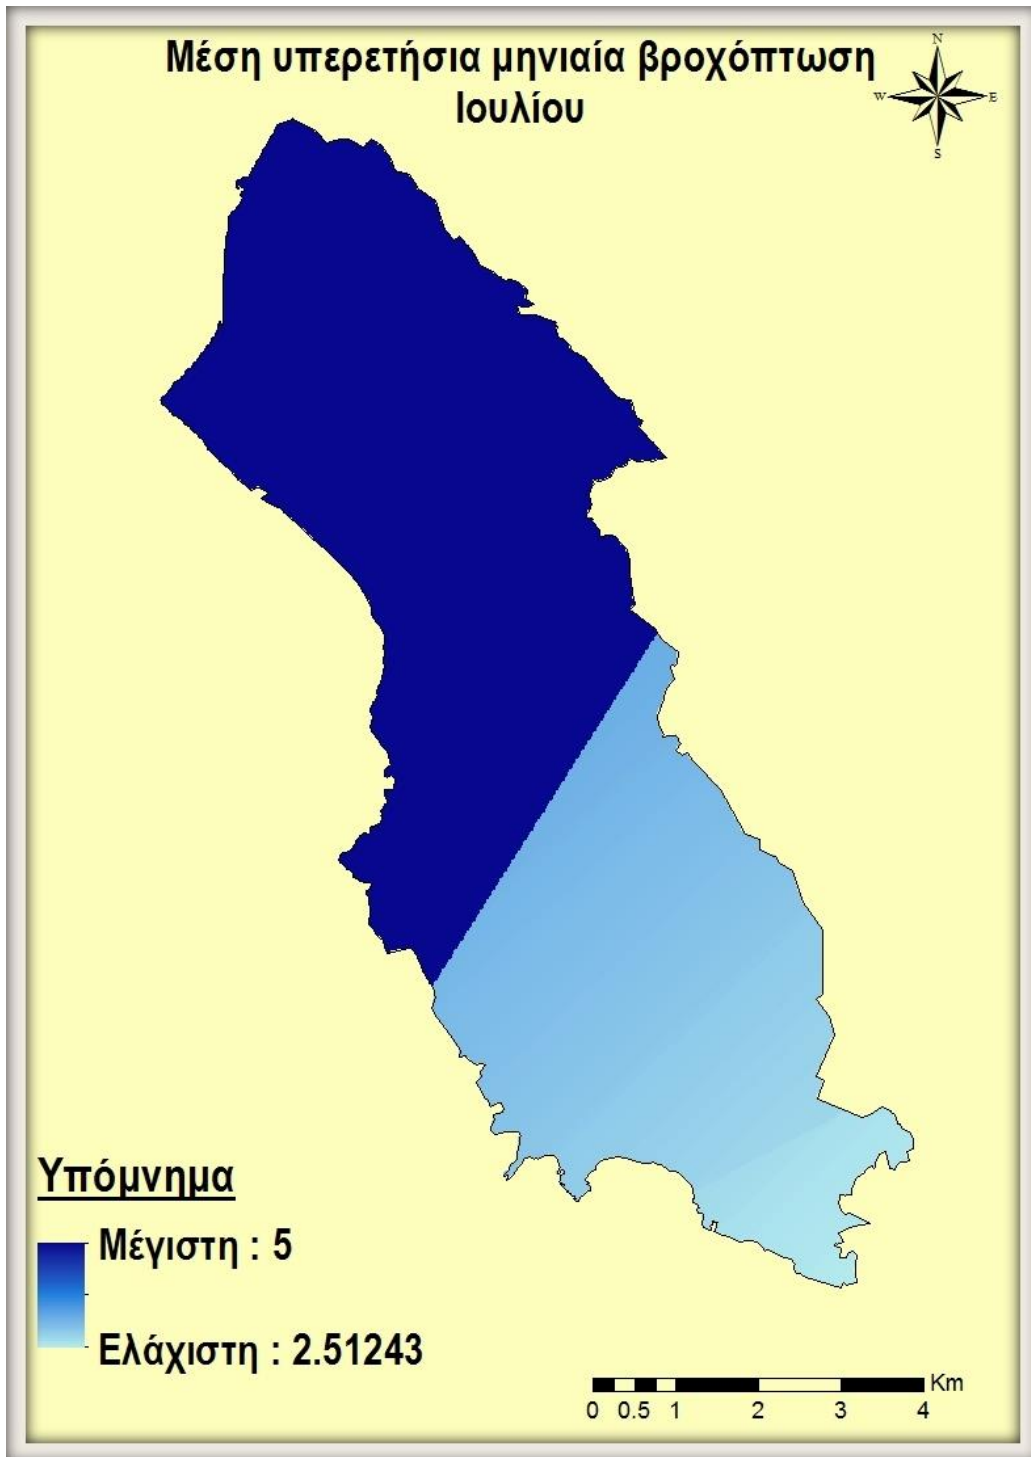 Μέση υπερετήσια μηνιαία βροχόπτωση
Ιουλίου
N
W E
S
Υπόμνημα
Μέγιστη : 5
Ελάχιστη : 2.51243
Km
0 0.5 1 2 3 4